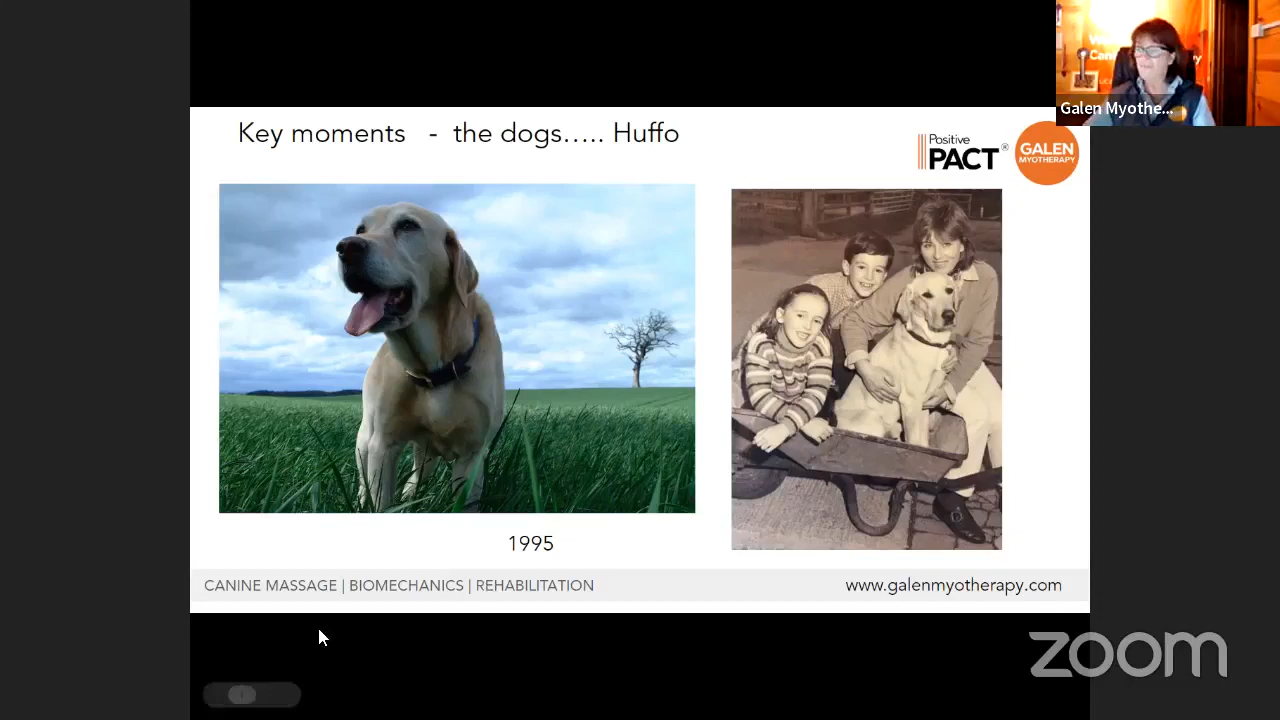 Key moments - the dogs..... Huffo
Positive
PACT®
GALEN
MYOTHERAPY
1995
CANINE MASSAGE | BIOMECHANICS | REHABILITATION
www.galenmyotherapy.com
Galen Myothe...
zoom